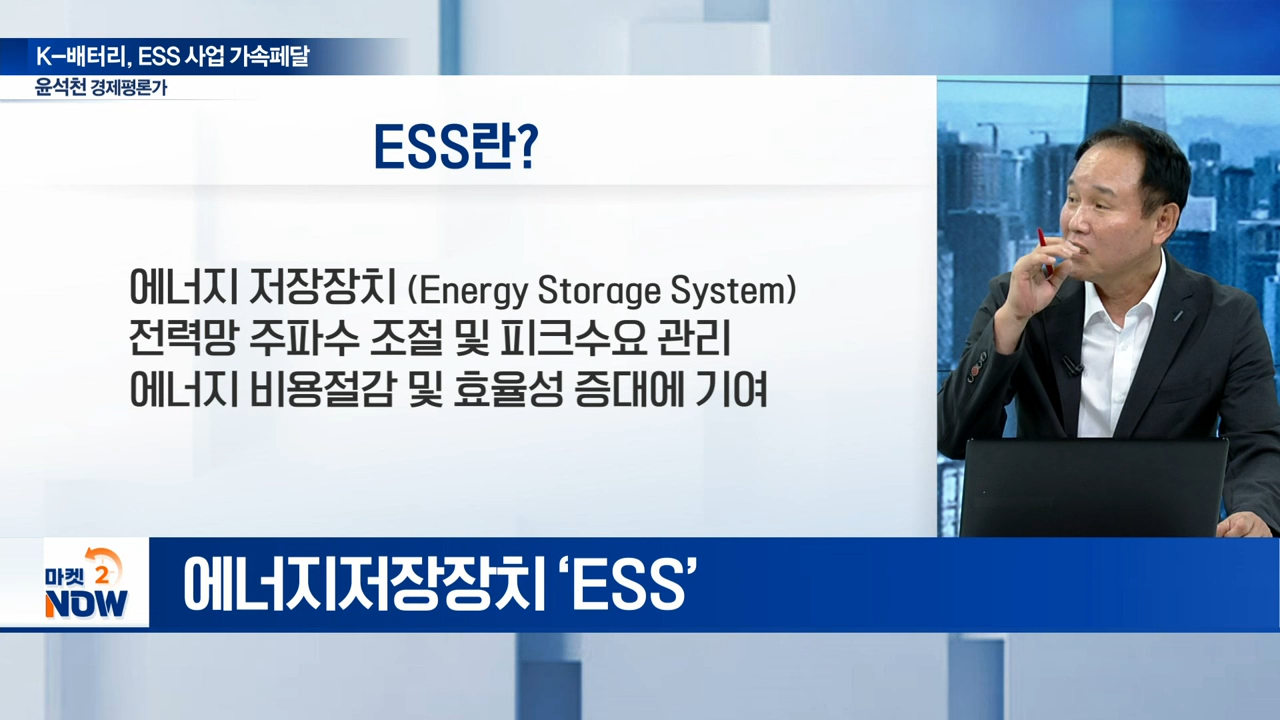 K-배터리, ESS 사업 가속페달
윤석천 경제평론가
ESS란?
에너지 저장장치 (Energy Storage System)
전력망 주파수 조절 및 피크수요 관리
에너지 비용절감 및 효율성 증대에 기여
마켓 2
NOW
에너지저장장치 ‘ESS’